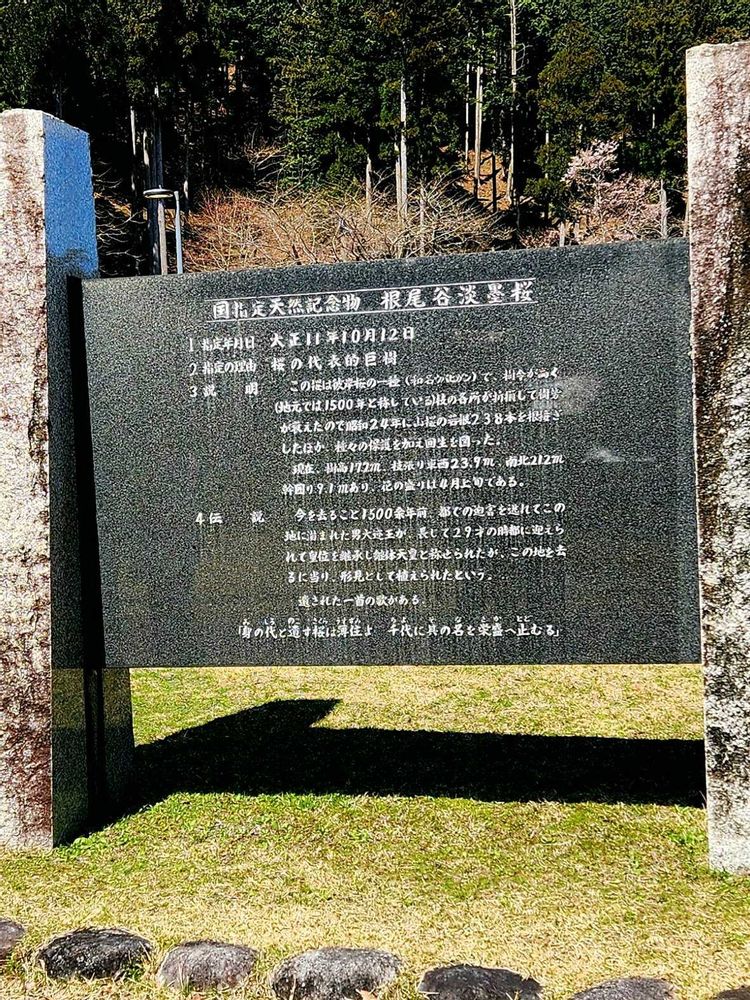 国指定天然記念物 根尾谷淡墨桜
1 指定年月日 大正11年10月12日
2 指定の理由 桜の代表的巨樹
3 説 明 この桜は彼岸桜の一種(和名ウバヒガン)で、樹令が高く
(地元では1500年と称している)枝の各所が折損して樹勢
が衰えたので昭和24年に山桜の若根238本を根接ぎ
したほか、種々の保護を加え回生を図った。
現在、樹高17.2m、枝張り東西23.9m、南北21.2m
幹囲り9.1mあり、花の盛りは4月上旬である。
4 伝 説 今を去ること1500余年前、都での迫害を逃れてこの
地に潜まれた男大迹王が、長じて29才の時都に迎えら
れて皇位を継承し継体天皇と称せられたが、この地を去
るに当り、形見として植えられたという。
遺された一首の歌がある。
「身の代と遺す桜は薄住よ 千代に其の名を栄盛へ止むる」